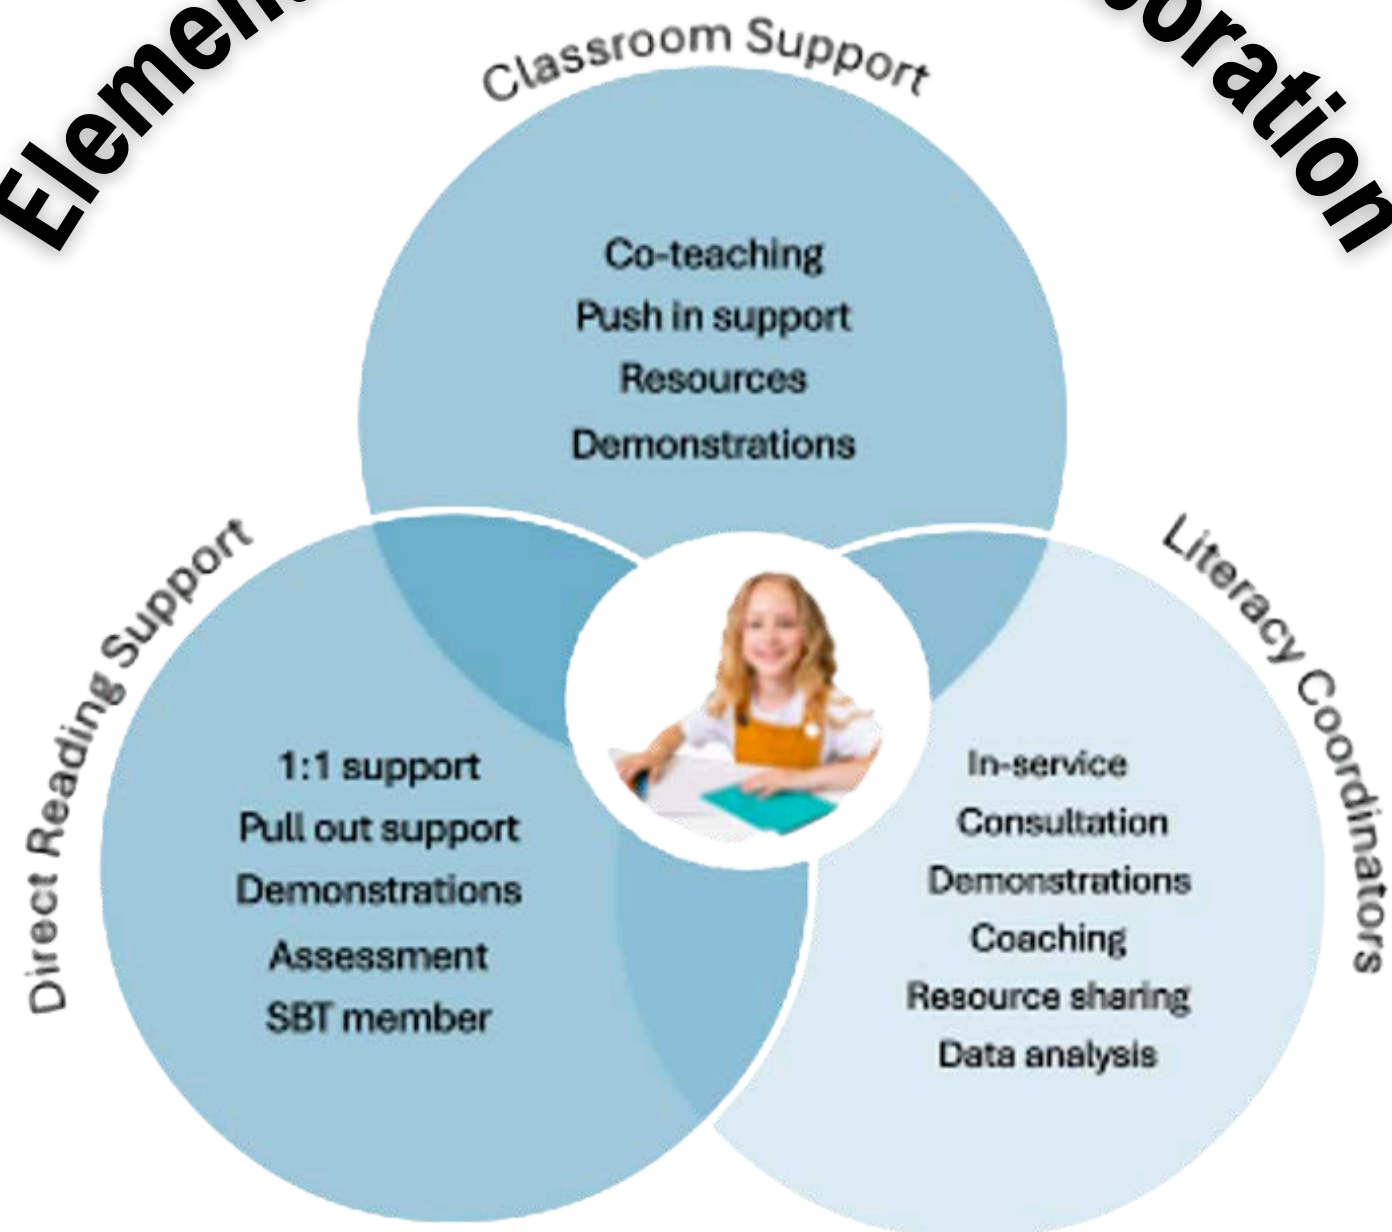 Classroom Support
Co-teaching
Push in support
Resources
Demonstrations
Direct Reading Support
1:1 support
Pull out support
Demonstrations
Assessment
SBT member
Literacy Coordinators
In-service
Consultation
Demonstrations
Coaching
Resource sharing
Data analysis